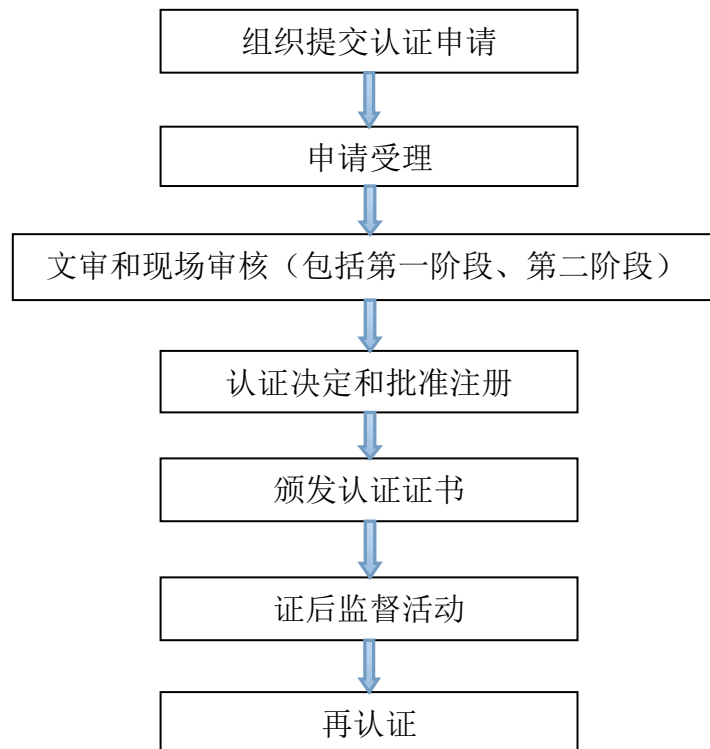 组织提交认证申请
申请受理
文审和现场审核（包括第一阶段、第二阶段）
认证决定和批准注册
颁发认证证书
证后监督活动
再认证